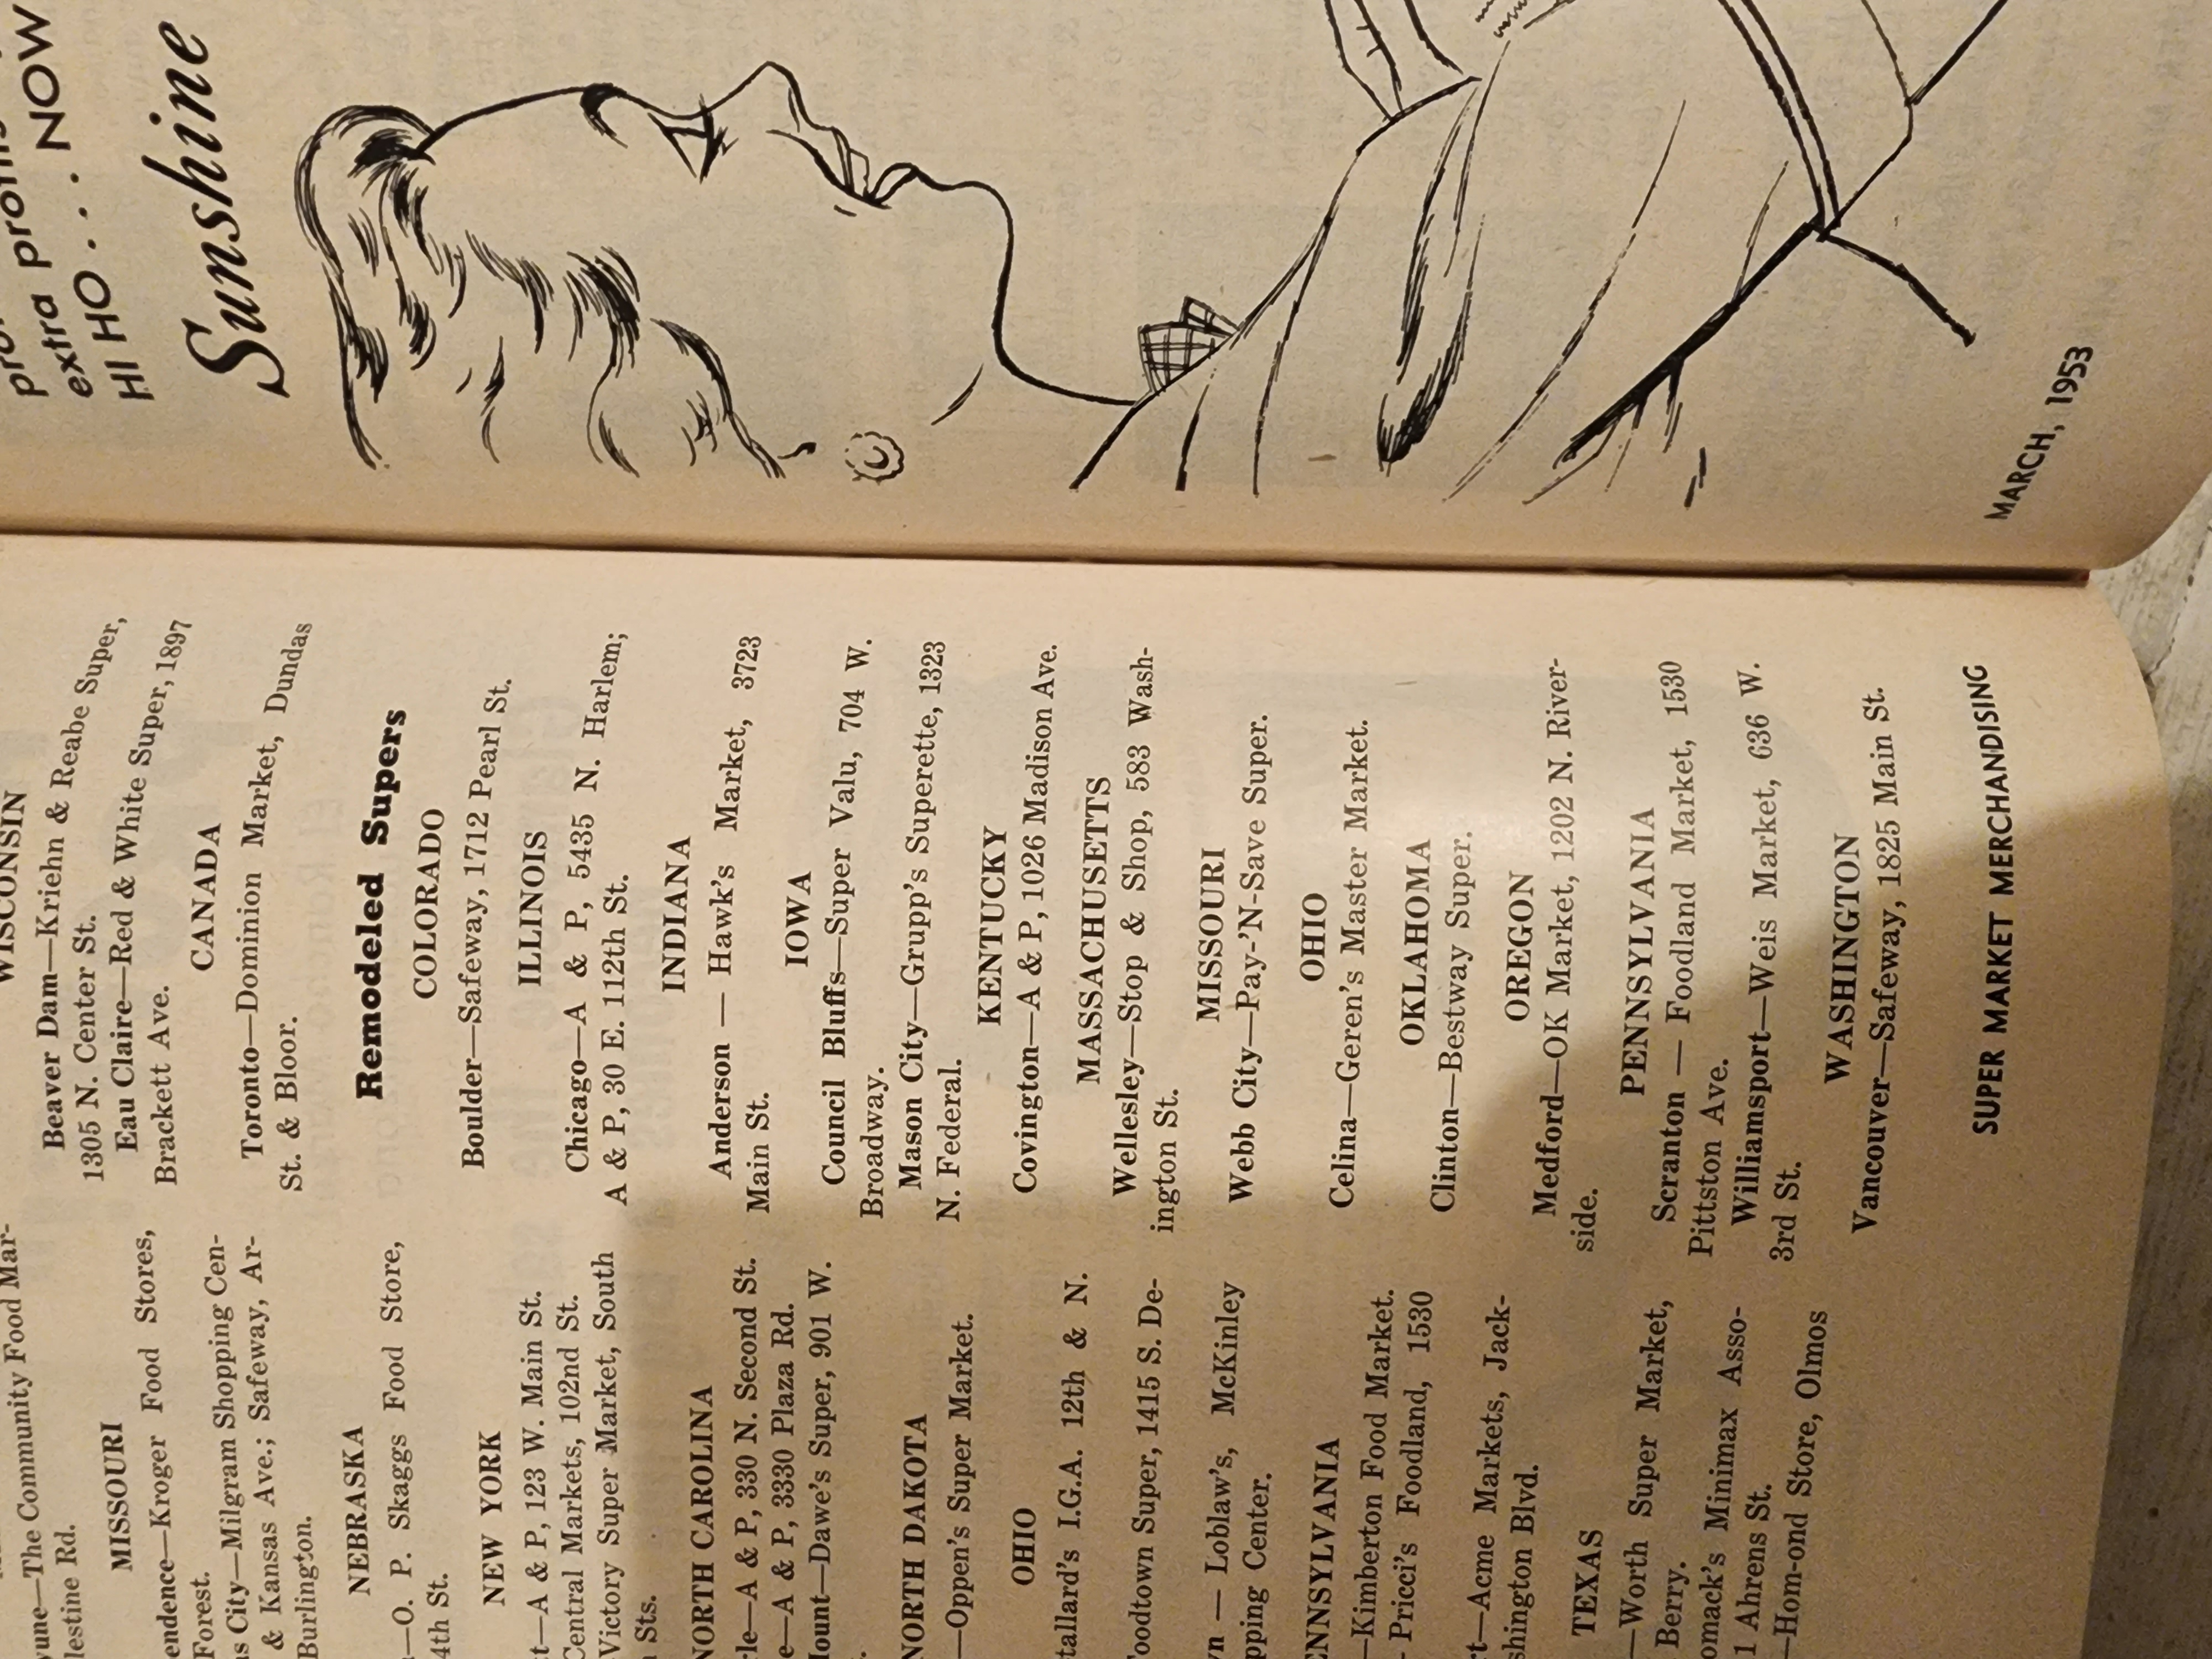 Mar-
yune—The Community Food
lestine Rd.
MISSOURI
endence—Kroger Food Stores,
Forest.
as City—Milgram Shopping Cen-
& Kansas Ave.; Safeway, Ar-
Burlington.
NEBRASKA
—O. P. Skaggs Food Store,
4th St.
NEW YORK
t—A & P, 123 W. Main St.
Central Markets, 102nd St.
Victory Super Market, South
Sts.
NORTH CAROLINA
rle—A & P, 330 N. Second St.
e—A & P, 3330 Plaza Rd.
Mount—Dawe's Super, 901 W.
NORTH DAKOTA
—Oppen's Super Market.
OHIO
tallard's I.G.A. 12th & N.
Foodtown Super, 1415 S. De-
vn — Loblaw's, McKinley
pping Center.
ENNSYLVANIA
—Kimberton Food Market.
- Pricci's Foodland, 1530
rt—Acme Markets, Jack-
shington Blvd.
TEXAS
—Worth Super Market,
Berry.
omack's Minimax Asso-
1 Ahrens St.
—Hom-ond Store, Olmos
WISCONSIN
Beaver Dam—Kriehn & Reabe Super,
1305 N. Center St.
Eau Claire—Red & White Super, 1897
Brackett Ave.
CANADA
Toronto—Dominion Market, Dundas
St. & Bloor.
Remodeled Supers
COLORADO
Boulder—Safeway, 1712 Pearl St.
ILLINOIS
Chicago—A & P, 5435 N. Harlem;
A & P, 30 E. 112th St.
INDIANA
Anderson — Hawk's Market, 3723
Main St.
IOWA
Council Bluffs—Super Valu, 704 W.
Broadway.
Mason City—Grupp's Superette, 1323
N. Federal.
KENTUCKY
Covington—A & P, 1026 Madison Ave.
MASSACHUSETTS
Wellesley—Stop & Shop, 583 Wash-
ington St.
MISSOURI
Webb City—Pay-'N-Save Super.
OHIO
Celina—Geren's Master Market.
OKLAHOMA
Clinton—Bestway Super.
OREGON
Medford—OK Market, 1202 N. River-
side.
PENNSYLVANIA
Scranton — Foodland Market, 1530
Pittston Ave.
Williamsport—Weis Market, 636 W.
3rd St.
WASHINGTON
Vancouver—Safeway, 1825 Main St.
SUPER MARKET MERCHANDISING
extra
HI HO . . . NOW
Sunshine
MARCH, 1953